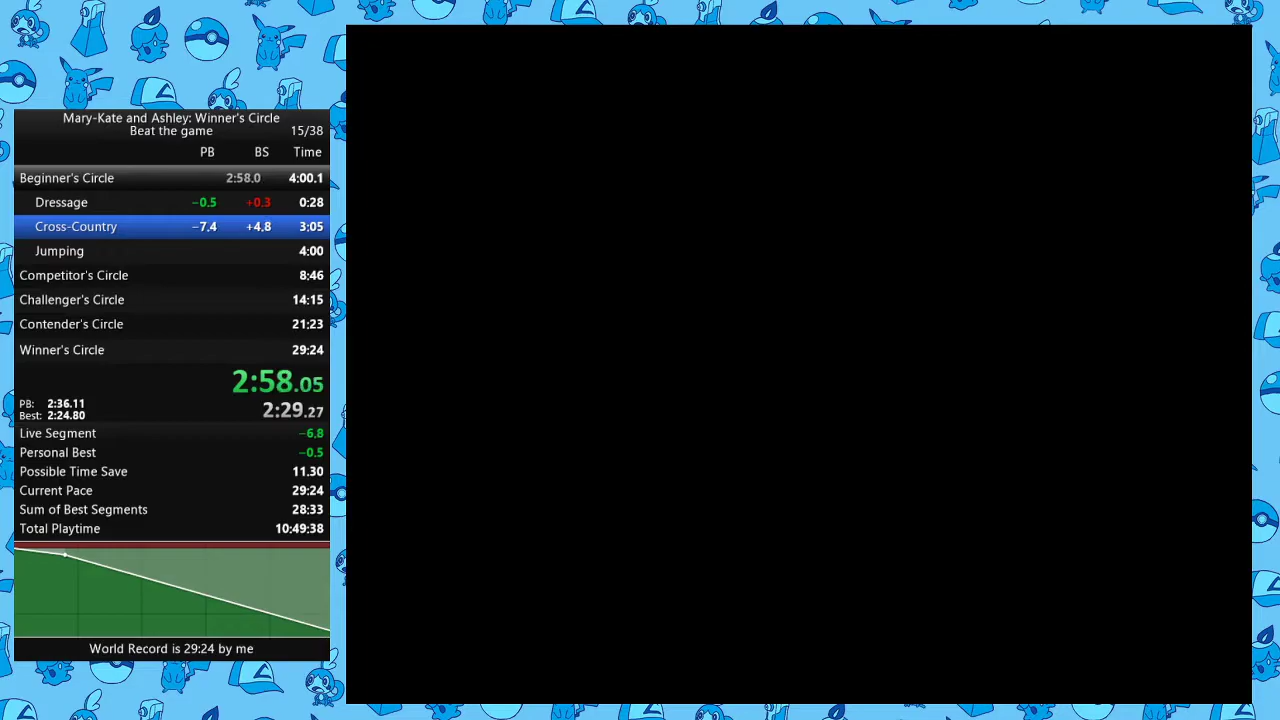 Mary-Kate and Ashley: Winner's Circle
Beat the game 15/38
PB BS Time
Beginner's Circle 2:58.0 4:00.1
Dressage −0.5 +0.3 0:28
Cross-Country −7.4 +4.8 3:05
Jumping 4:00
Competitor's Circle 8:46
Challenger's Circle 14:15
Contender's Circle 21:23
Winner's Circle 29:24
2:58.05
PB: 2:36.11
Best: 2:24.80
2:29.27
Live Segment −6.8
Personal Best −0.5
Possible Time Save 11.30
Current Pace 29:24
Sum of Best Segments 28:33
Total Playtime 10:49:38
World Record is 29:24 by me